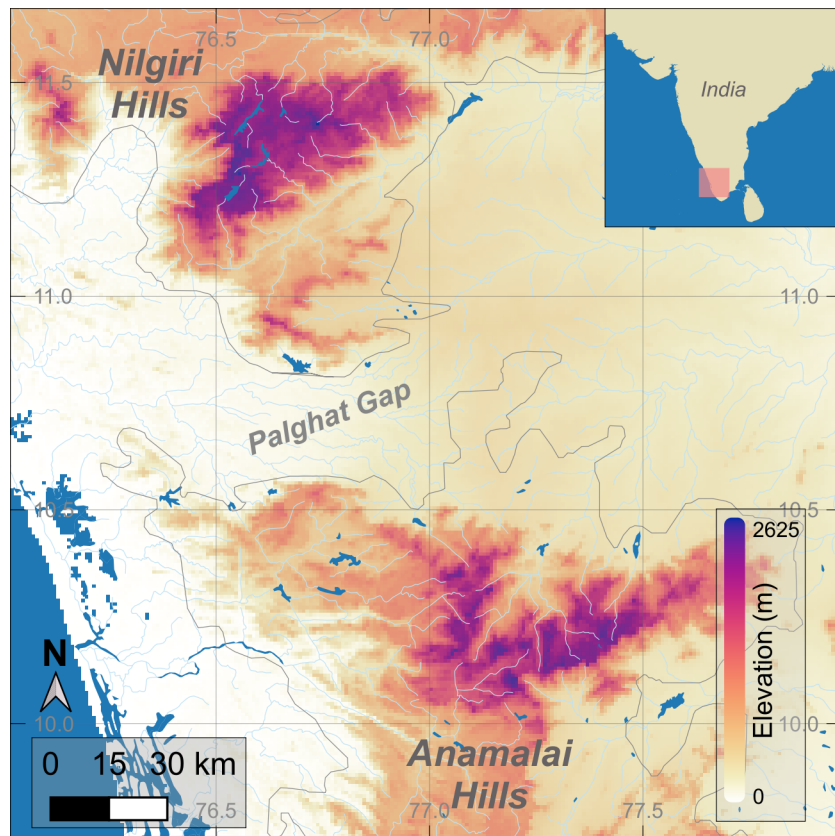 76.5
77.0
Nilgiri
Hills
11.5
India
11.0
11.0
Palghat Gap
10.5
10.5
2625
Elevation (m)
0
N
10.0
10.0
0 15 30 km
Anamalai
Hills
76.5
77.0
77.5